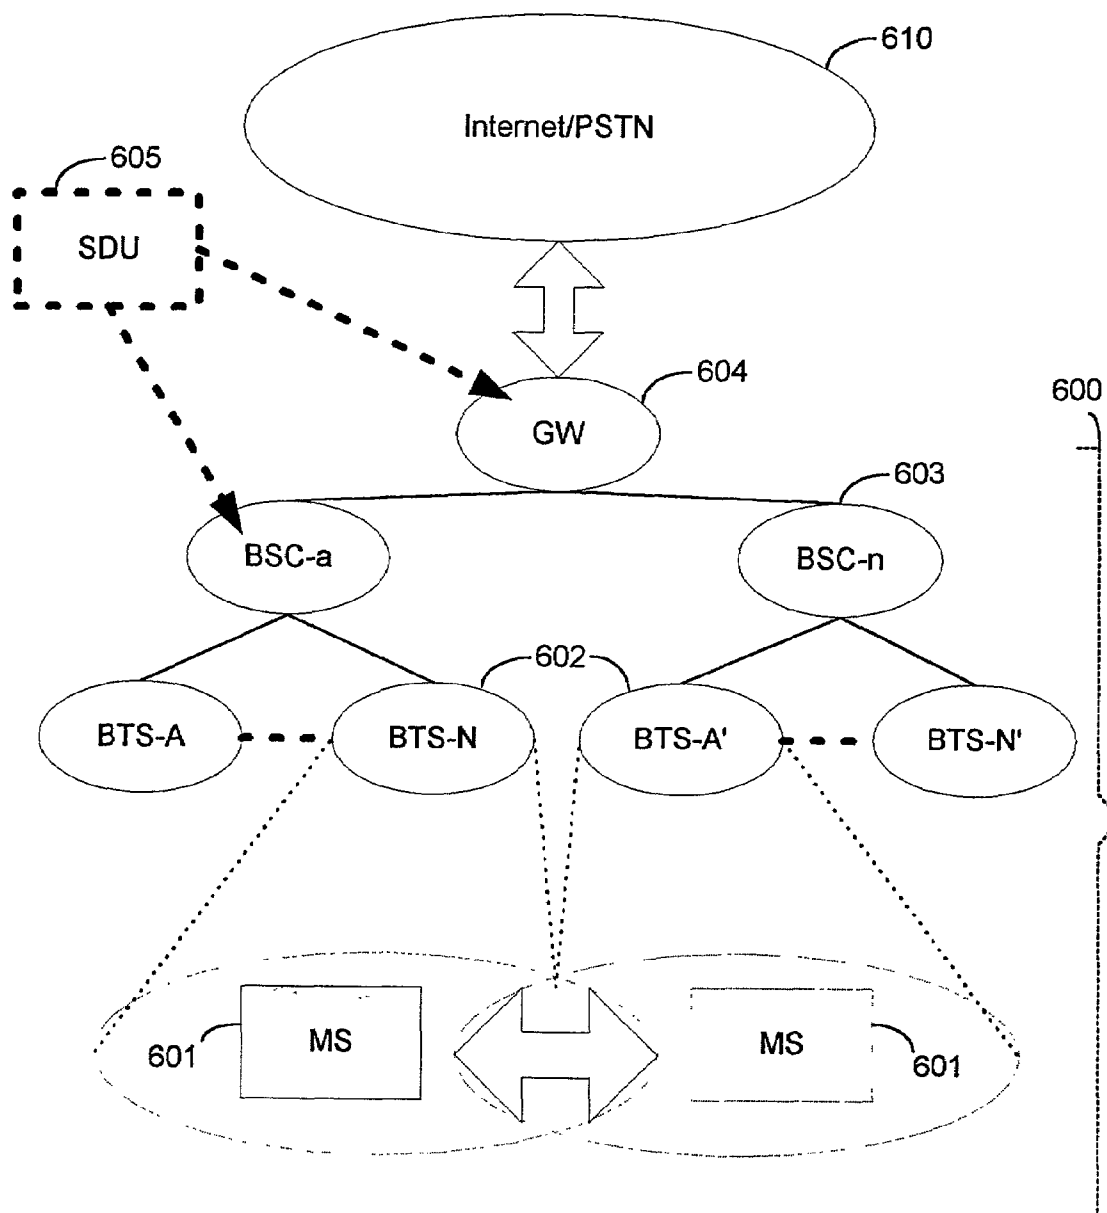 610
Internet/PSTN
605
SDU
604
600
GW
603
BSC-a
BSC-n
602
BTS-A
BTS-N
BTS-A'
BTS-N'
MS
MS
601
601